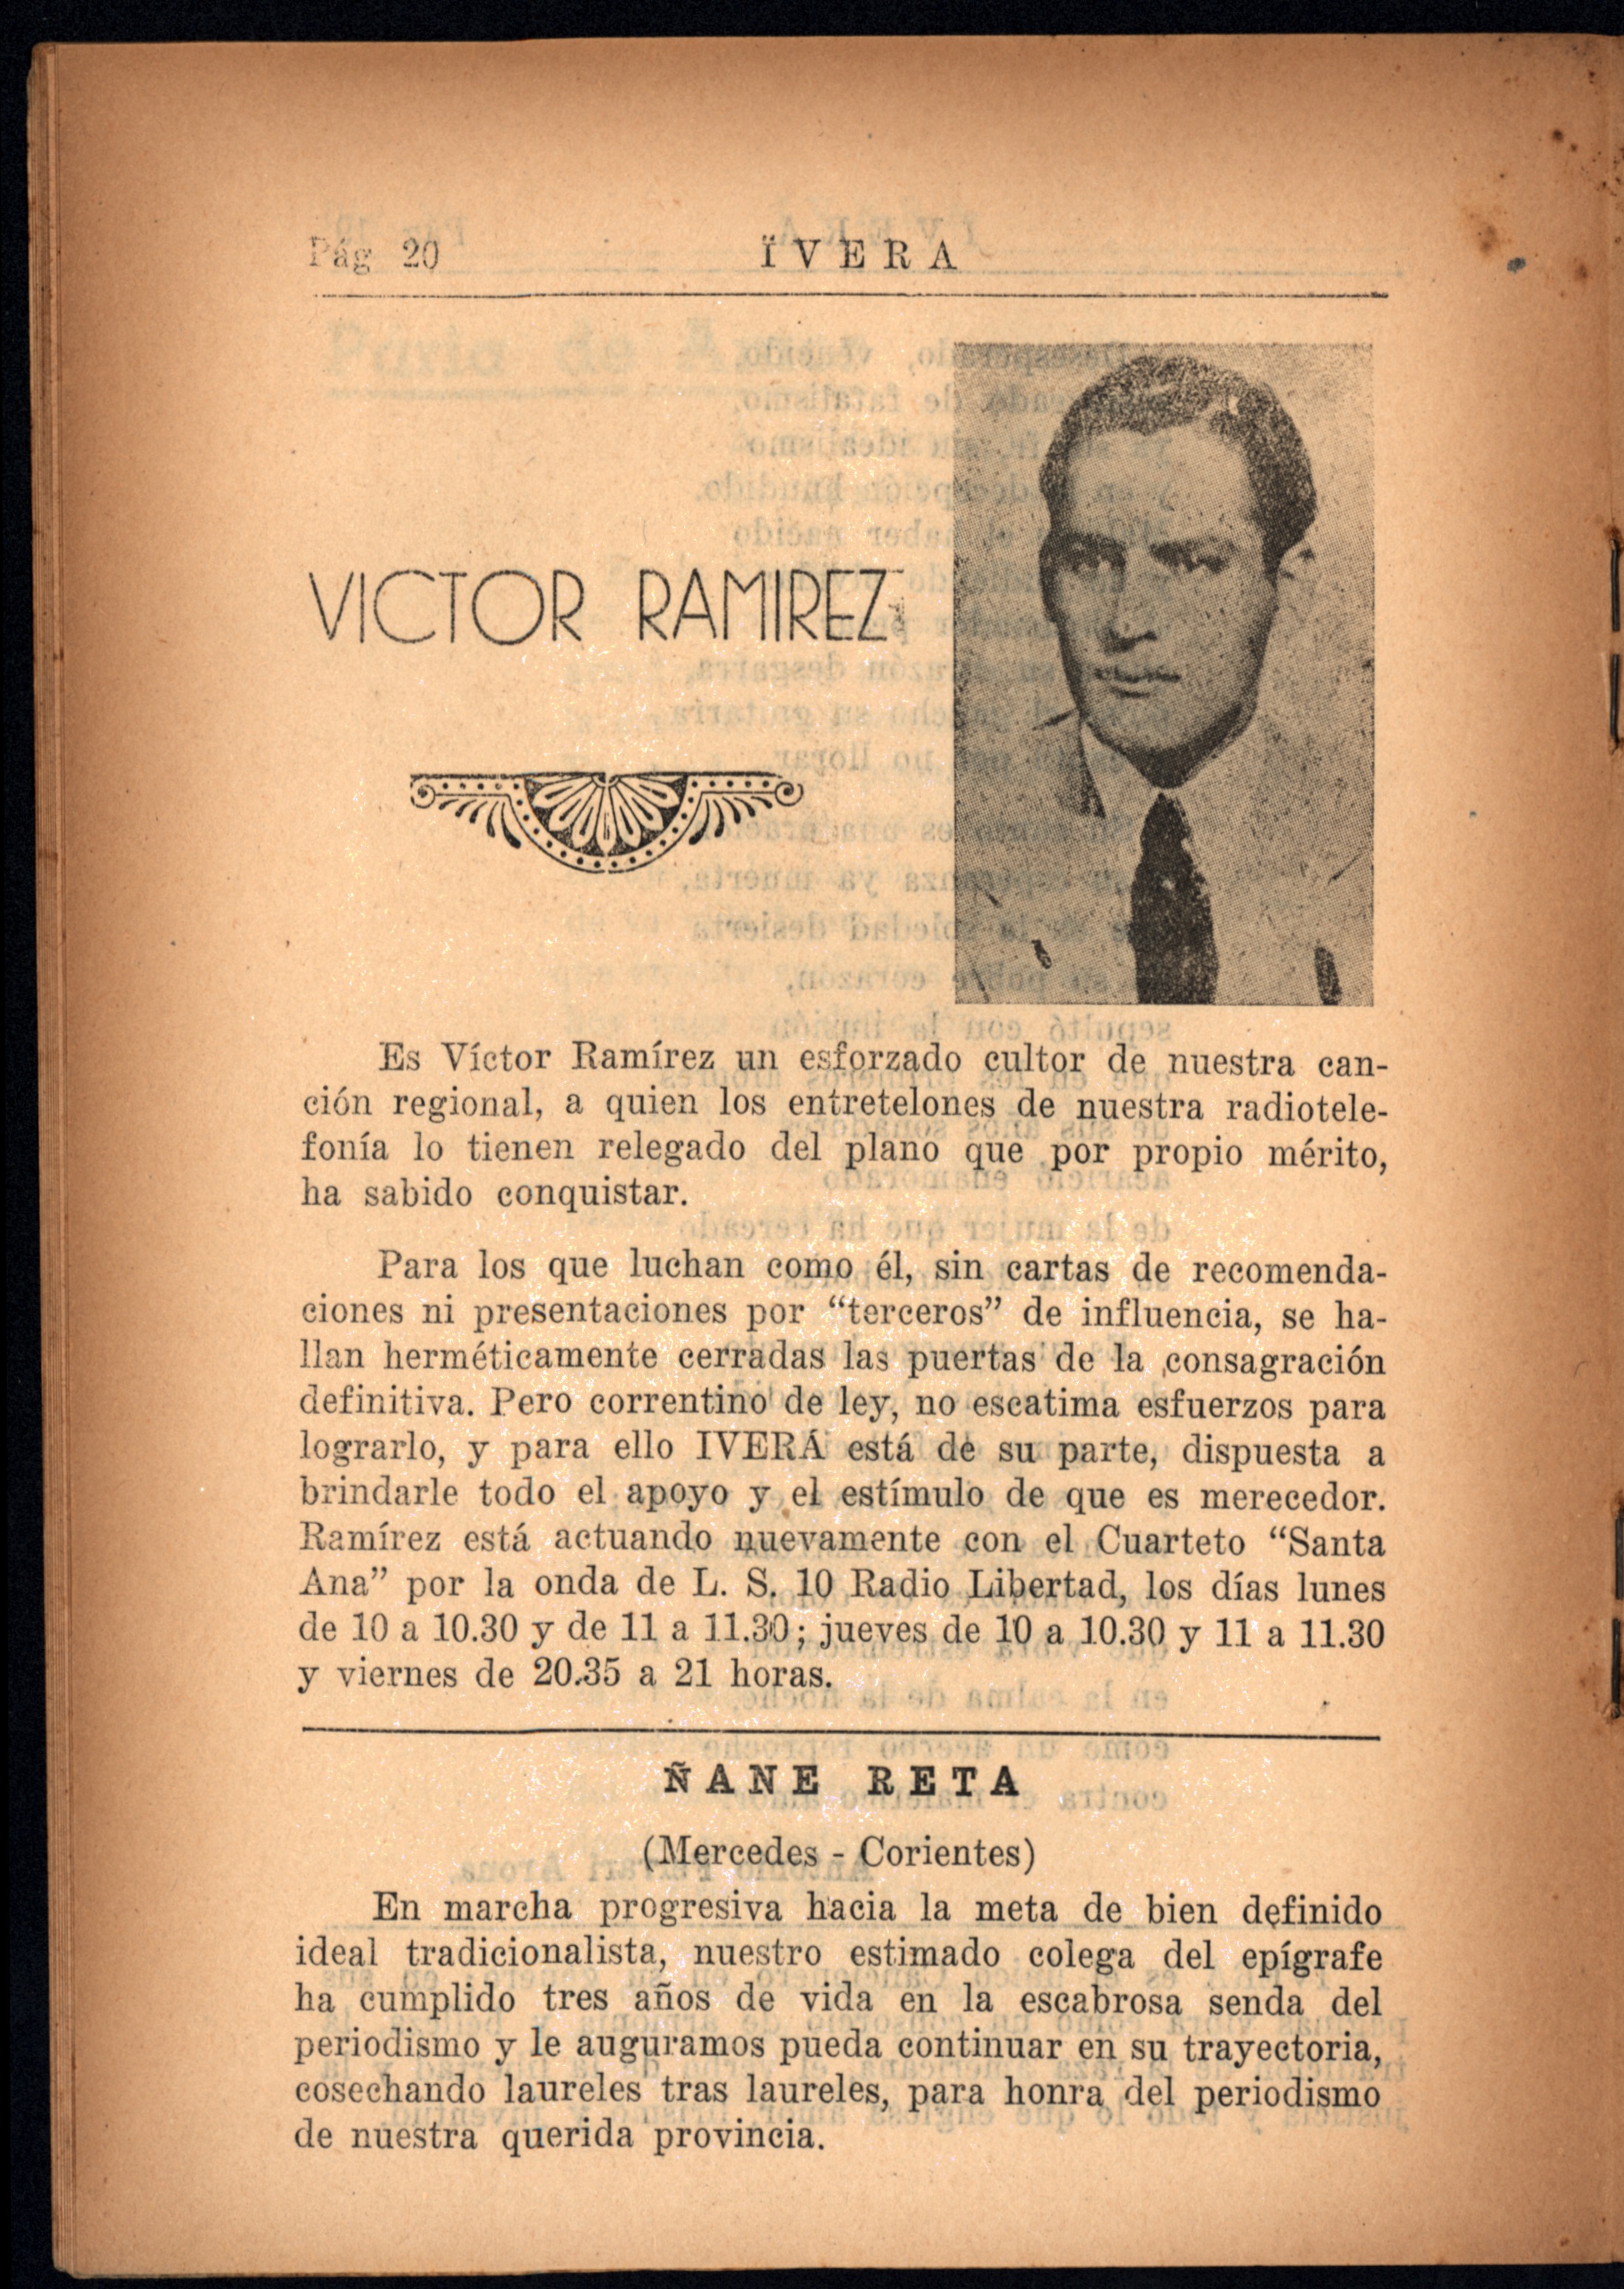 Pág 20
ÏVERA
VICTOR RAMIREZ
Es Víctor Ramírez un esforzado cultor de nuestra can-
ción regional, a quien los entretelones de nuestra radiotele-
fonía lo tienen relegado del plano que por propio mérito,
ha sabido conquistar.
Para los que luchan como él, sin cartas de recomenda-
ciones ni presentaciones por “terceros” de influencia, se ha-
llan herméticamente cerradas las puertas de la consagración
definitiva. Pero correntino de ley, no escatima esfuerzos para
lograrlo, y para ello IVERÁ está de su parte, dispuesta a
brindarle todo el apoyo y el estímulo de que es merecedor.
Ramírez está actuando nuevamente con el Cuarteto “Santa
Ana” por la onda de L. S. 10 Radio Libertad, los días lunes
de 10 a 10.30 y de 11 a 11.30; jueves de 10 a 10.30 y 11 a 11.30
y viernes de 20.35 a 21 horas.
ÑANE RETA
(Mercedes - Corientes)
En marcha progresiva hacia la meta de bien definido
ideal tradicionalista, nuestro estimado colega del epígrafe
ha cumplido tres años de vida en la escabrosa senda del
periodismo y le auguramos pueda continuar en su trayectoria,
cosechando laureles tras laureles, para honra del periodismo
de nuestra querida provincia.